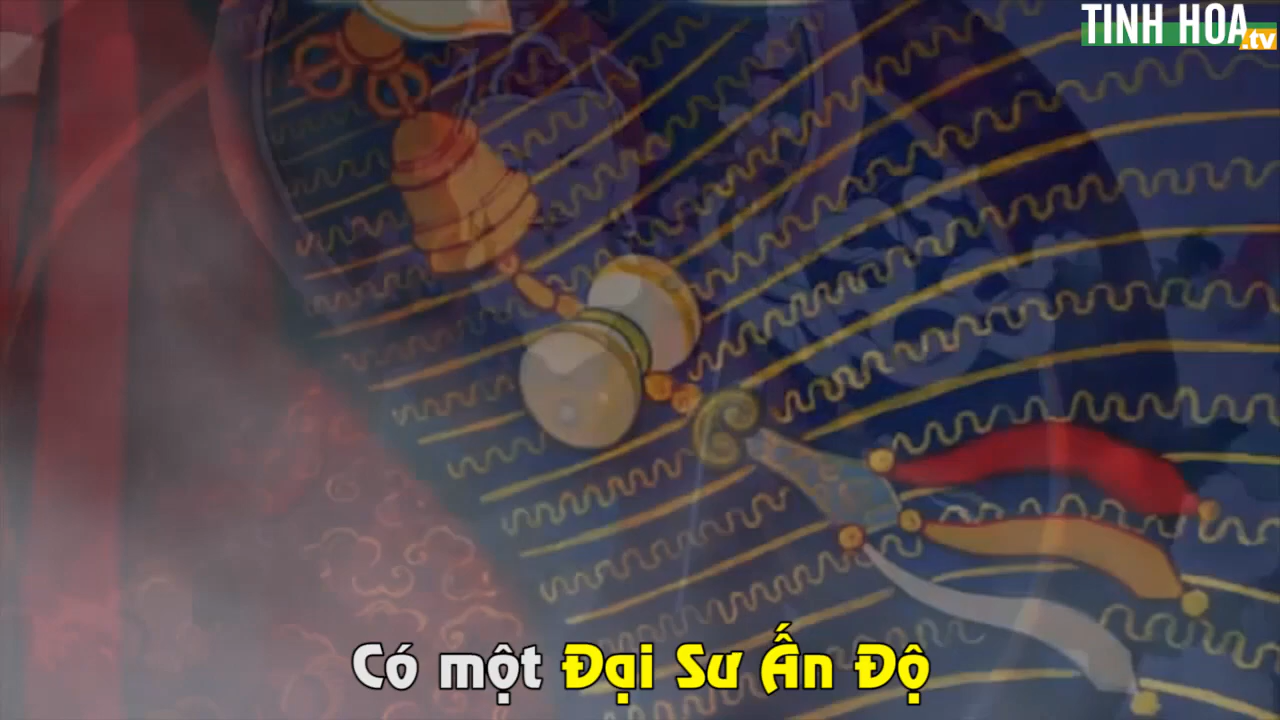 TINH HOA
.tv
Có một Đại Sư Ấn Độ